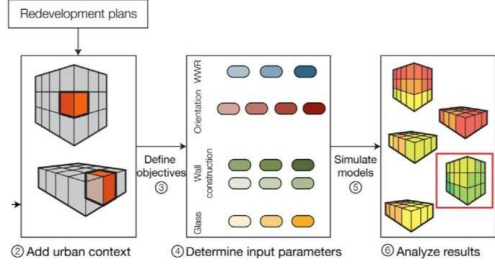 Redevelopment plans
WWR
Orientation
Wall
construction
Glass
Define
objectives
③
Simulate
models
⑤
② Add urban context
④ Determine input parameters
⑥ Analyze results